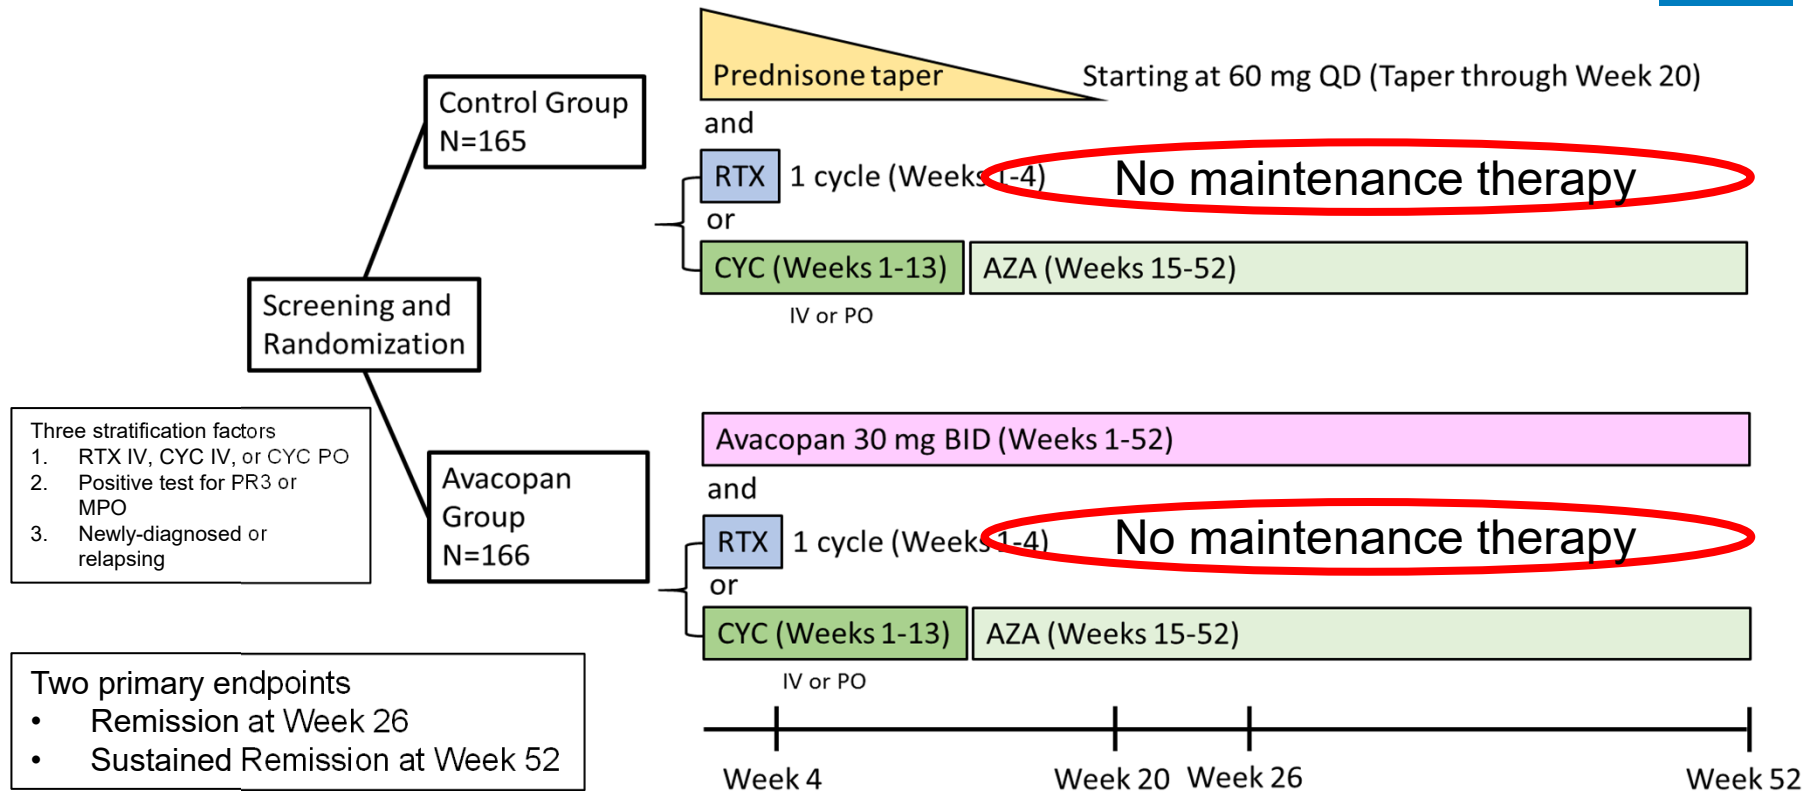 Prednisone taper
Starting at 60 mg QD (Taper through Week 20)
Control Group
N=165
and
RTX
1 cycle (Weeks 1-4)
No maintenance therapy
or
CYC (Weeks 1-13)
AZA (Weeks 15-52)
IV or PO
Screening and
Randomization
Three stratification factors
1. RTX IV, CYC IV, or CYC PO
2. Positive test for PR3 or
MPO
3. Newly-diagnosed or
relapsing
Avacopan
Group
N=166
Avacopan 30 mg BID (Weeks 1-52)
and
RTX
1 cycle (Weeks 1-4)
No maintenance therapy
or
CYC (Weeks 1-13)
AZA (Weeks 15-52)
IV or PO
Two primary endpoints
• Remission at Week 26
• Sustained Remission at Week 52
Week 4
Week 20
Week 26
Week 52